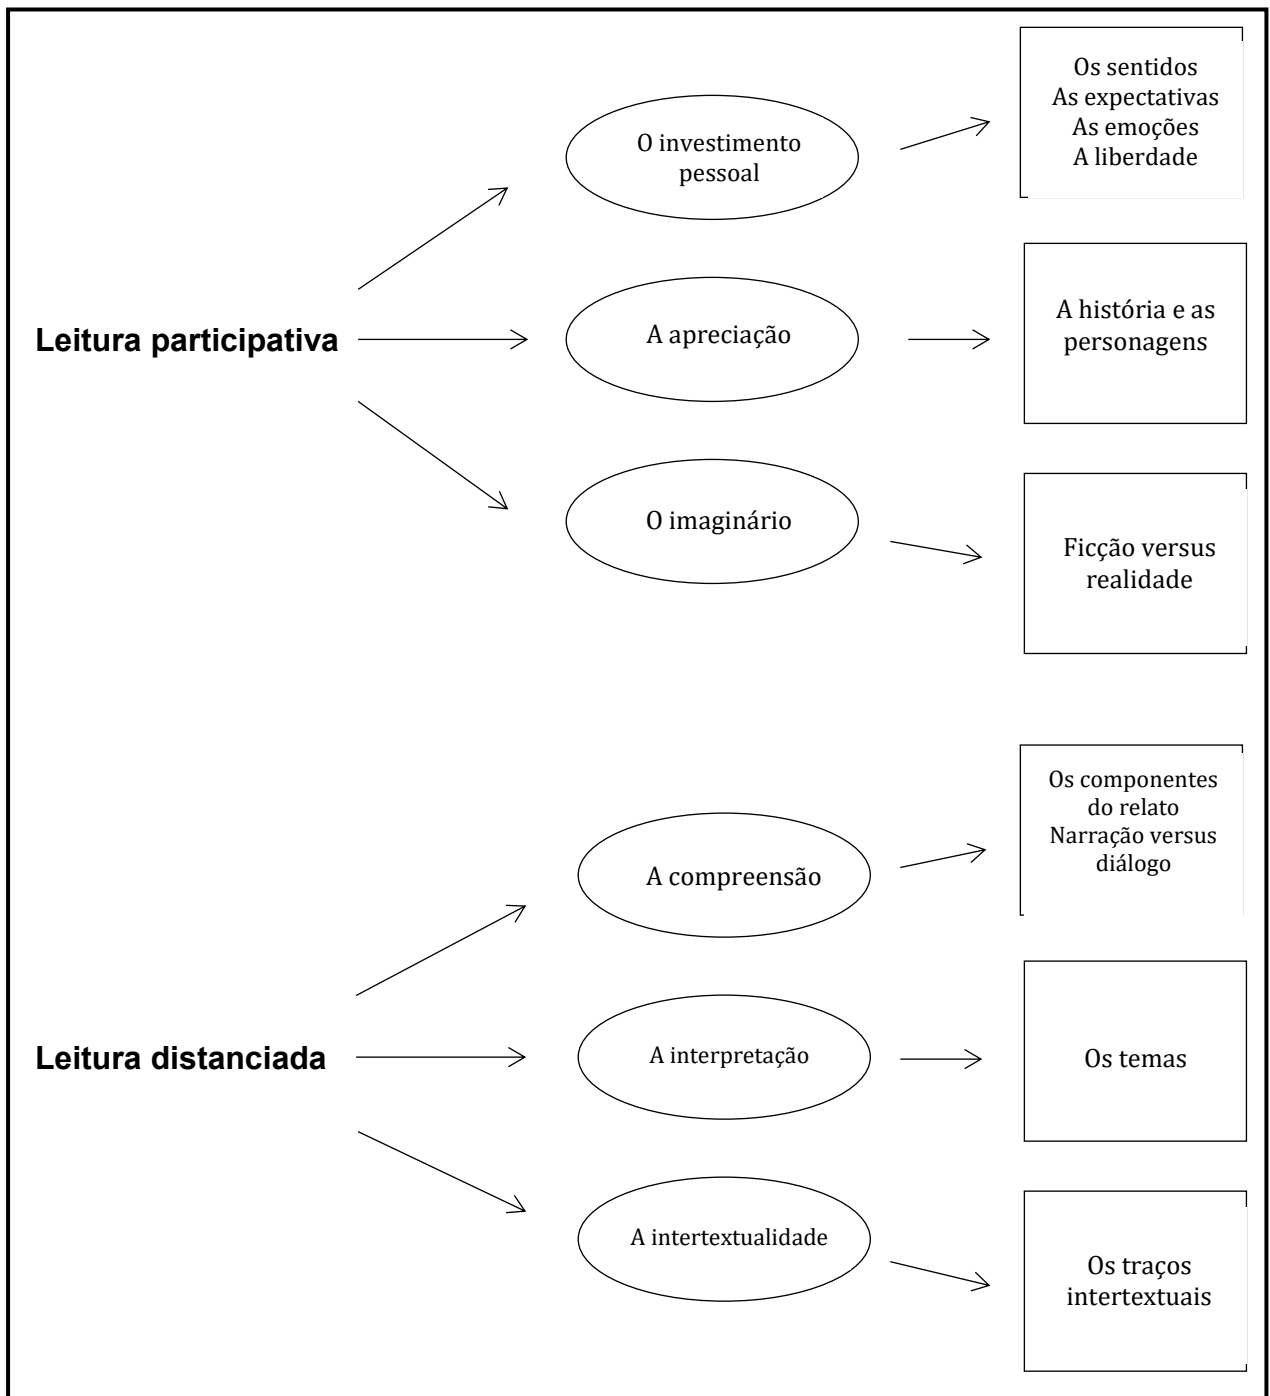 Leitura participativa
O investimento
pessoal
Os sentidos
As expectativas
As emoções
A liberdade
A apreciação
A história e as
personagens
O imaginário
Ficção versus
realidade
Leitura distanciada
A compreensão
Os componentes
do relato
Narração versus
diálogo
A interpretação
Os temas
A intertextualidade
Os traços
intertextuais